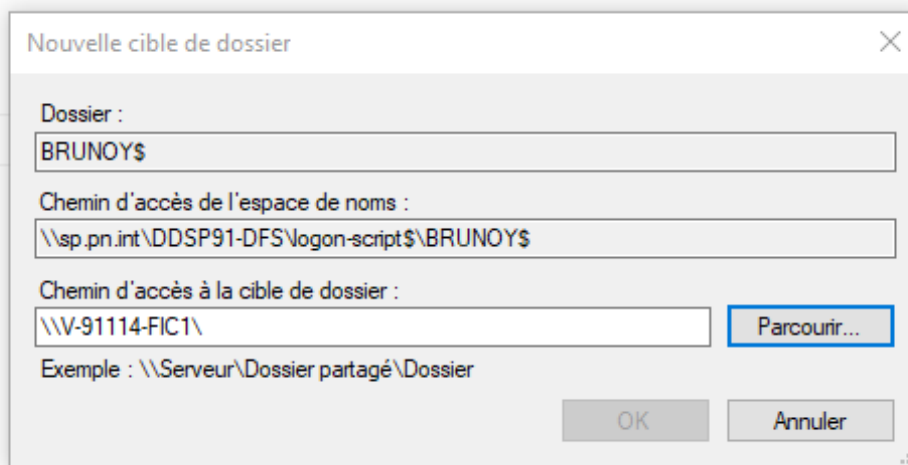 Nouvelle cible de dossier
Dossier :
BRUNOY$
Chemin d'accès de l'espace de noms :
\\sp.pn.int\DDSP91-DFS\logon-script$\BRUNOY$
Chemin d'accès à la cible de dossier :
\\V-91114-FIC1\
Parcourir...
Exemple : \\Serveur\Dossier partagé\Dossier
OK
Annuler